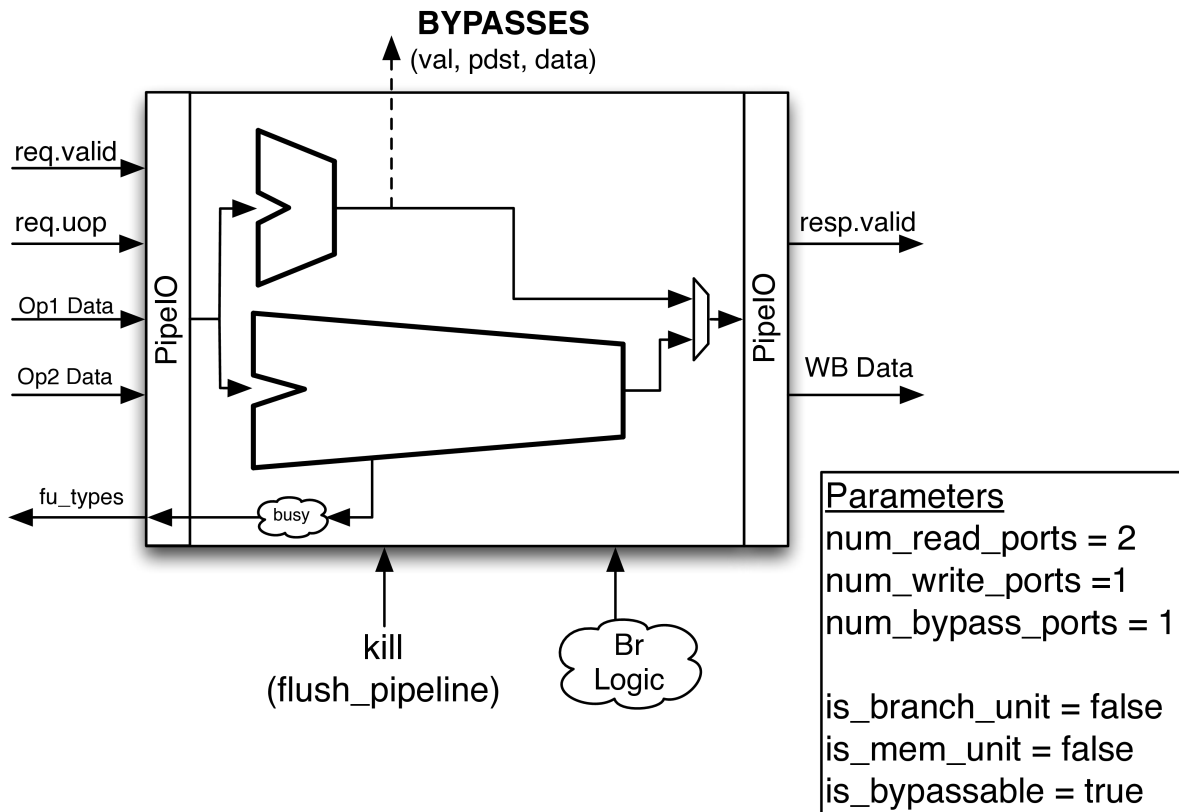 BYPASSES
(val, pdst, data)
req.valid
req.uop
Op1 Data
Op2 Data
fu_types
PipeIO
busy
PipeIO
resp.valid
WB Data
kill
(flush_pipeline)
Br
Logic
Parameters
num_read_ports = 2
num_write_ports =1
num_bypass_ports = 1
is_branch_unit = false
is_mem_unit = false
is_bypassable = true